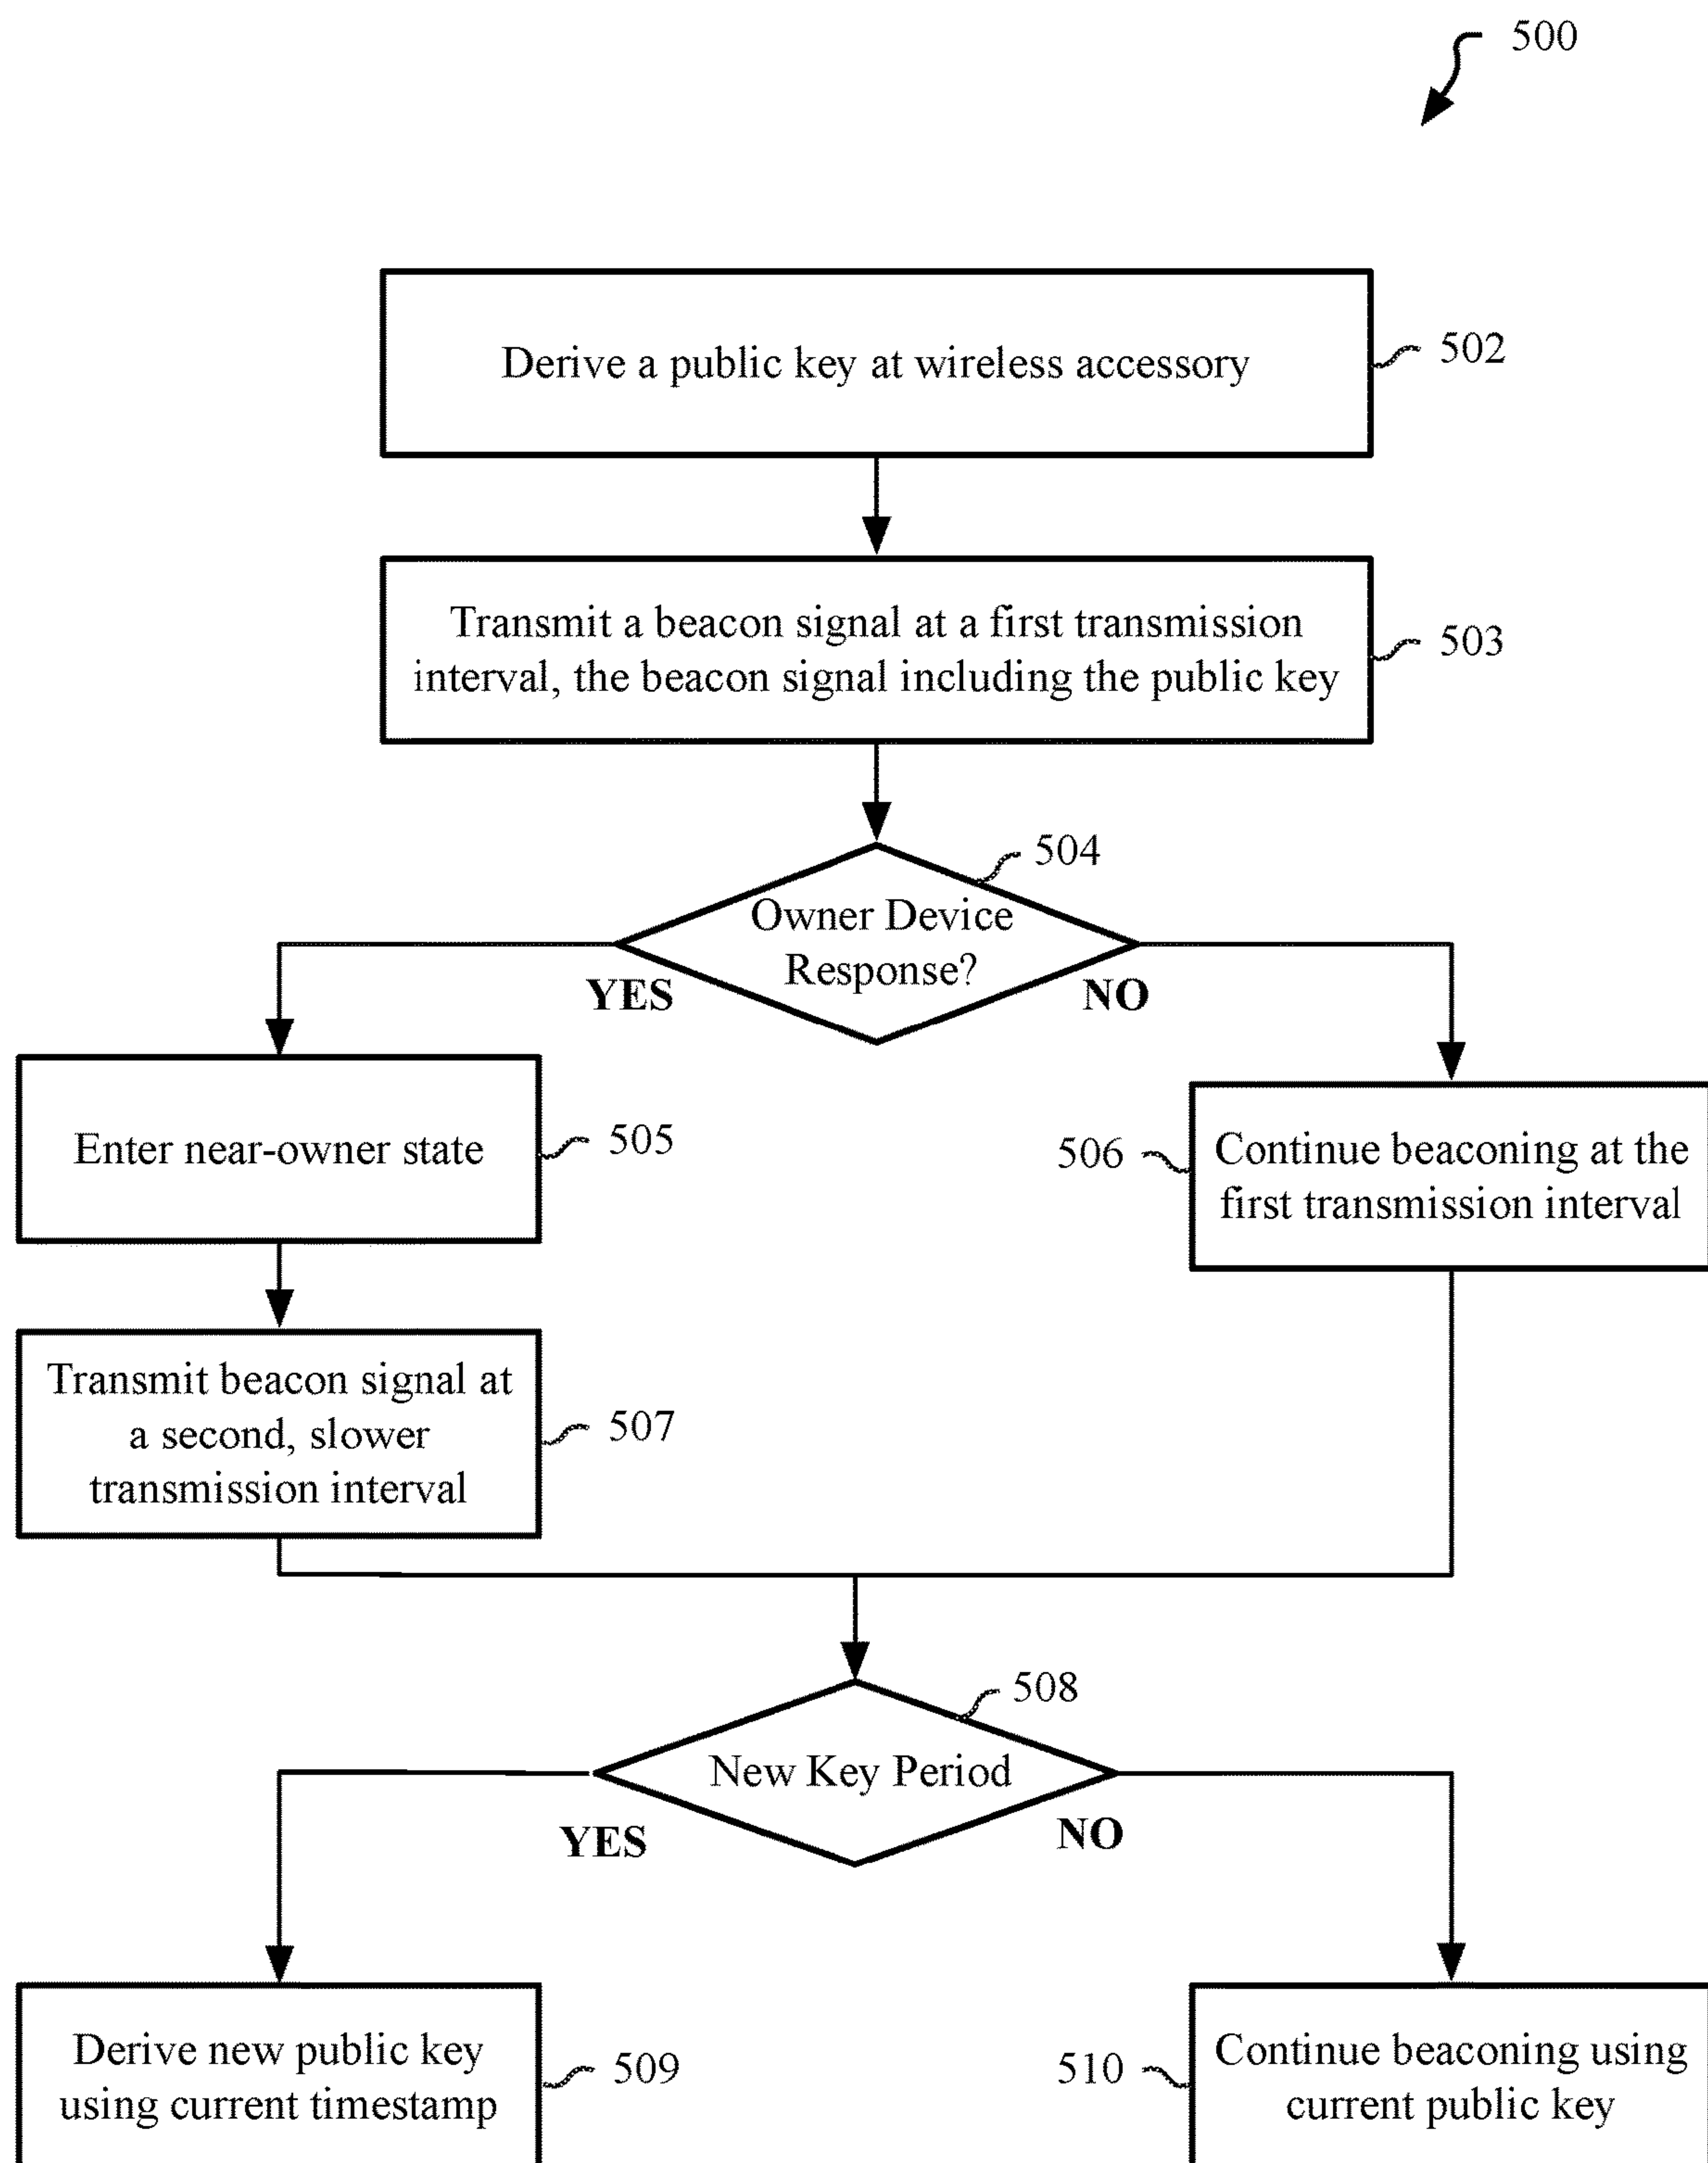 500
Derive a public key at wireless accessory
502
Transmit a beacon signal at a first transmission
interval, the beacon signal including the public key
503
504
Owner Device
Response?
YES
NO
Enter near-owner state
505
506
Continue beaconing at the
first transmission interval
Transmit beacon signal at
a second, slower
transmission interval
507
508
New Key Period
YES
NO
Derive new public key
using current timestamp
509
510
Continue beaconing using
current public key